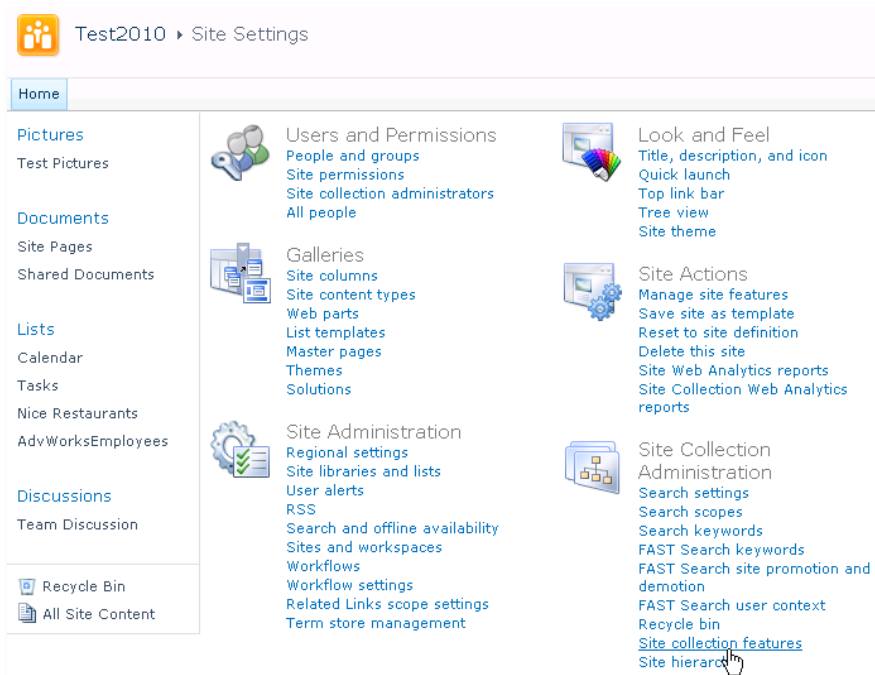 Test2010 ▸ Site Settings
Home
Pictures
Test Pictures
Documents
Site Pages
Shared Documents
Lists
Calendar
Tasks
Nice Restaurants
AdvWorksEmployees
Discussions
Team Discussion
Recycle Bin
All Site Content
Users and Permissions
People and groups
Site permissions
Site collection administrators
All people
Galleries
Site columns
Site content types
Web parts
List templates
Master pages
Themes
Solutions
Site Administration
Regional settings
Site libraries and lists
User alerts
RSS
Search and offline availability
Sites and workspaces
Workflows
Workflow settings
Related Links scope settings
Term store management
Look and Feel
Title, description, and icon
Quick launch
Top link bar
Tree view
Site theme
Site Actions
Manage site features
Save site as template
Reset to site definition
Delete this site
Site Web Analytics reports
Site Collection Web Analytics
reports
Site Collection
Administration
Search settings
Search scopes
Search keywords
FAST Search keywords
FAST Search site promotion and
demotion
FAST Search user context
Recycle bin
Site collection features
Site